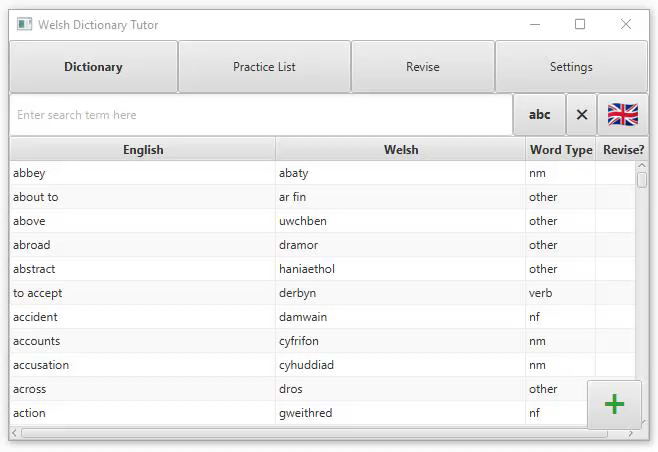 Welsh Dictionary Tutor
Dictionary Practice List Revise Settings
Enter search term here abc
English Welsh Word Type Revise?
abbey abaty nm
about to ar fin other
above uwchben other
abroad dramor other
abstract haniaethol other
to accept derbyn verb
accident damwain nf
accounts cyfrifon nm
accusation cyhuddiad nm
across dros other
action gweithred nf